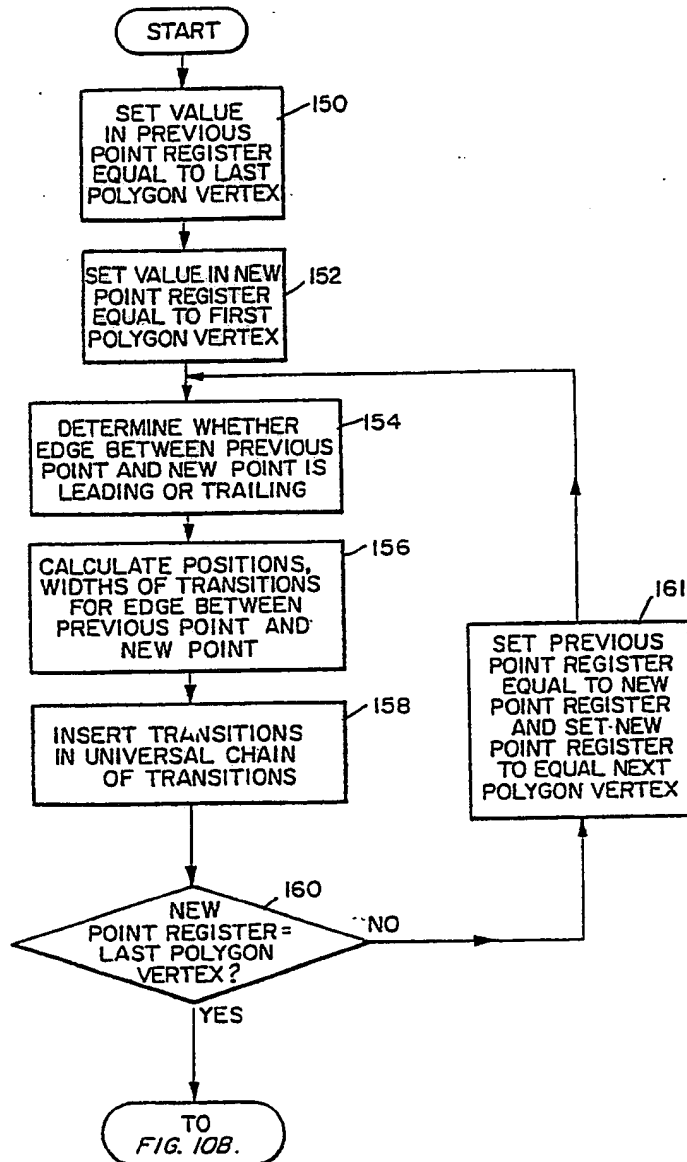 START
150
SET VALUE
IN PREVIOUS
POINT REGISTER
EQUAL TO LAST
POLYGON VERTEX
152
SET VALUE IN NEW
POINT REGISTER
EQUAL TO FIRST
POLYGON VERTEX
154
DETERMINE WHETHER
EDGE BETWEEN PREVIOUS
POINT AND NEW POINT IS
LEADING OR TRAILING
156
CALCULATE POSITIONS,
WIDTHS OF TRANSITIONS
FOR EDGE BETWEEN
PREVIOUS POINT AND
NEW POINT
161
SET PREVIOUS
POINT REGISTER
EQUAL TO NEW
POINT REGISTER
AND SET NEW
POINT REGISTER
TO EQUAL NEXT
POLYGON VERTEX
158
INSERT TRANSITIONS
IN UNIVERSAL CHAIN
OF TRANSITIONS
160
NEW
POINT REGISTER =
LAST POLYGON
VERTEX?
NO
YES
TO
FIG. 10B.